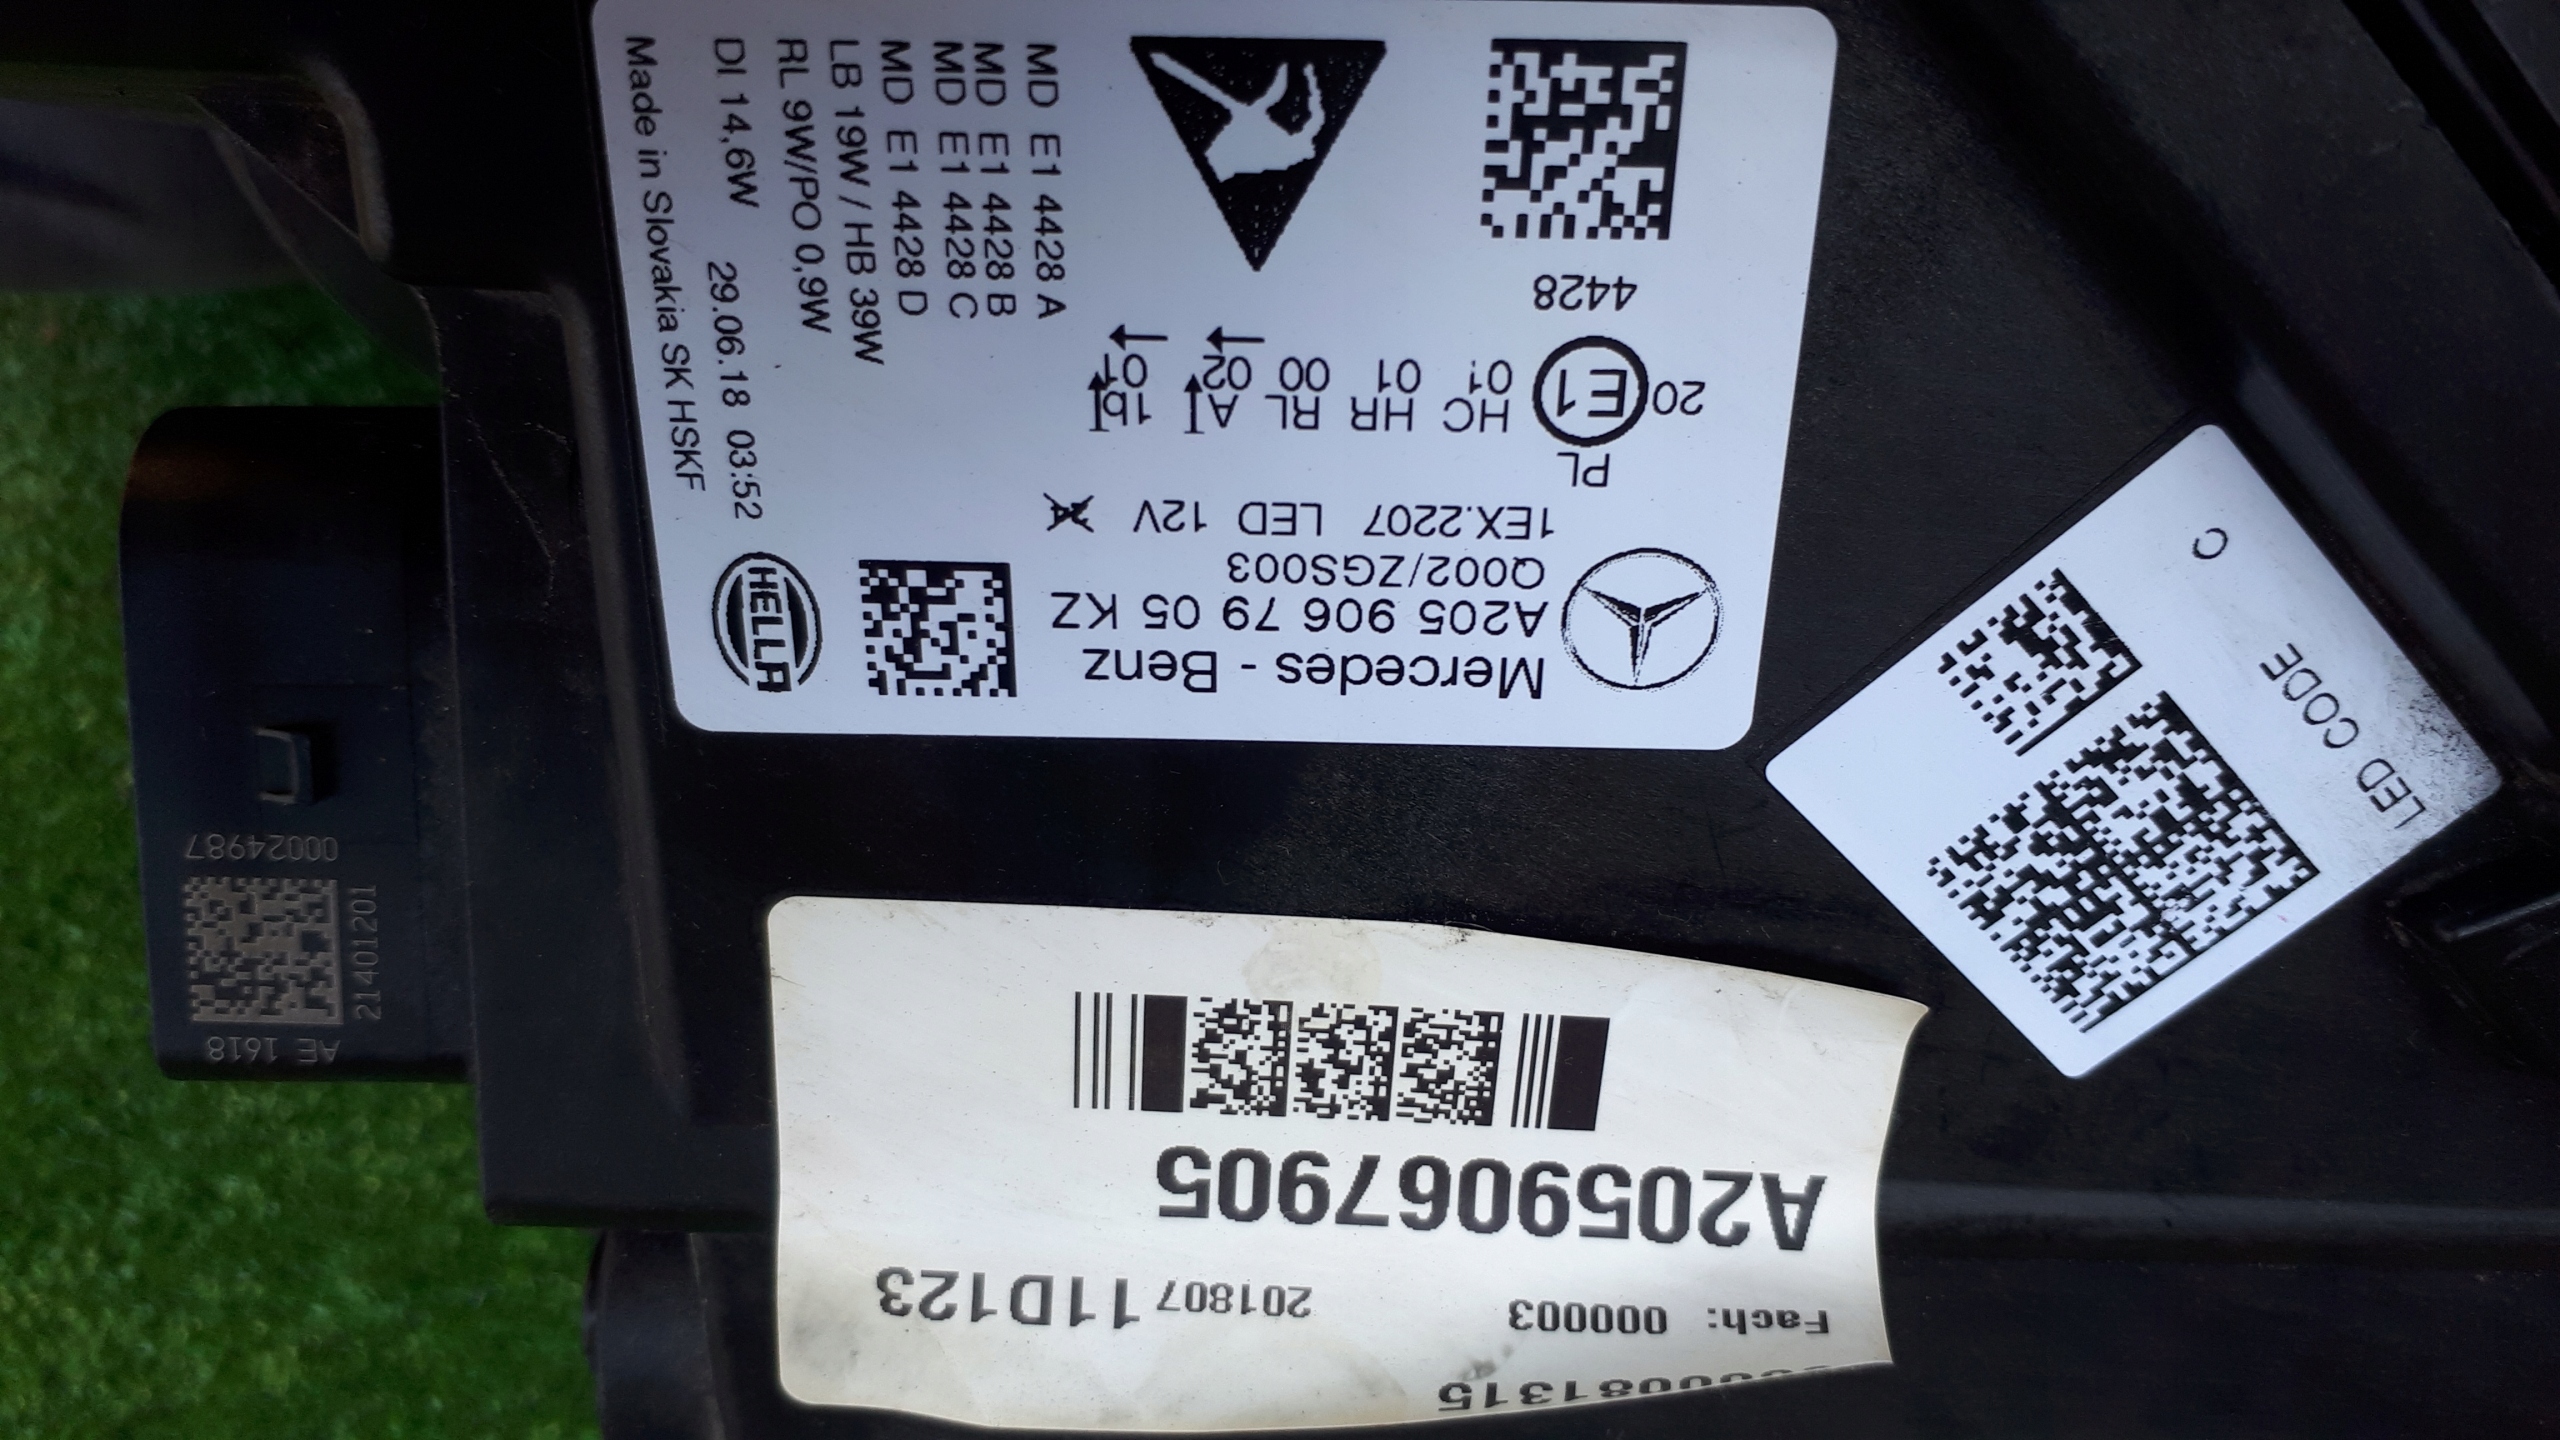 Mercedes - Benz
A205 906 79 05 KZ
Q002/ZGS003
1EX.2207 LED 12V
PL
HC HR RL A 1b
01 01 00 02 01
20 E1
4428
MD E1 4428 A
MD E1 4428 B
MD E1 4428 C
MD E1 4428 D
LB 19W / HB 39W
RL 9W/PO 0,9W
DI 14,6W 29.06.18 03:52
Made in Slovakia SK HSKF
HELLA
LED CODE
C
00081315
Fach: 000003 201807 11D123
A2059067905
AE 1618
21401201
00024987